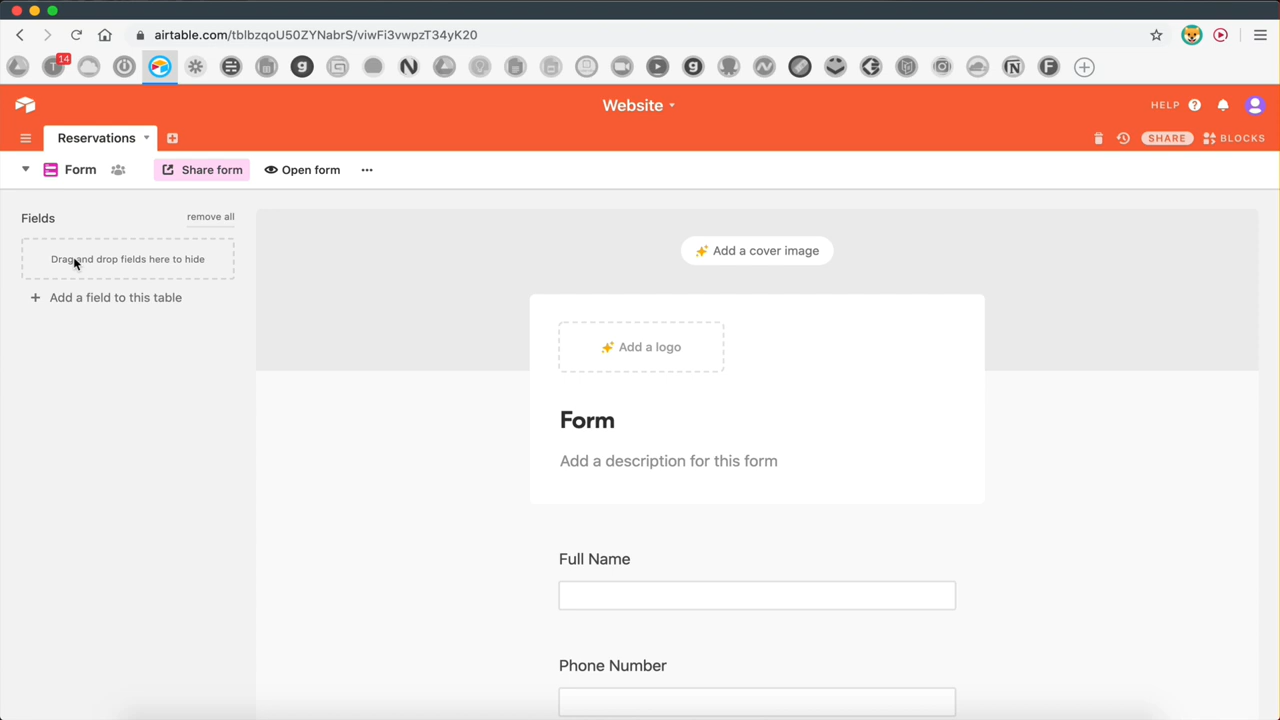 airtable.com/tblbzqoU50ZYNabrS/viwFi3vwpzT34yK20
14
Website
HELP
Reservations
SHARE
BLOCKS
Form
Share form
Open form
Fields
remove all
Drag and drop fields here to hide
Add a field to this table
Add a cover image
Add a logo
Form
Add a description for this form
Full Name
Phone Number